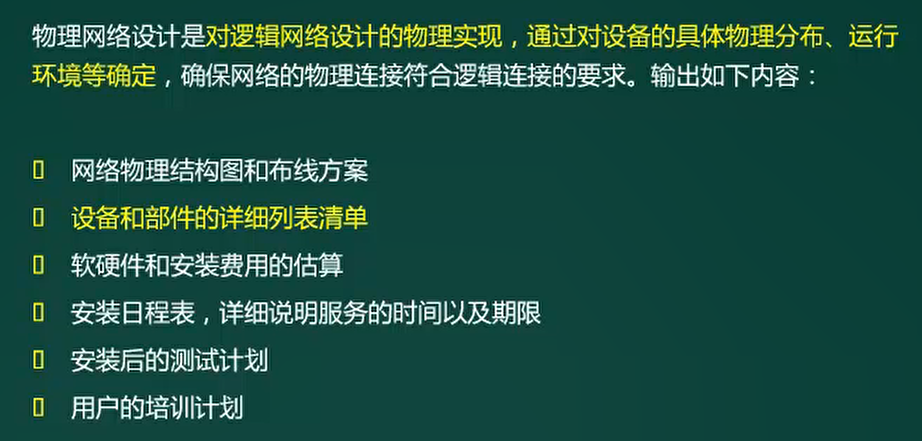 物理网络设计是对逻辑网络设计的物理实现，通过对设备的具体物理分布、运行
环境等确定，确保网络的物理连接符合逻辑连接的要求。输出如下内容：
网络物理结构图和布线方案
设备和部件的详细列表清单
软硬件和安装费用的估算
安装日程表，详细说明服务的时间以及期限
安装后的测试计划
用户的培训计划